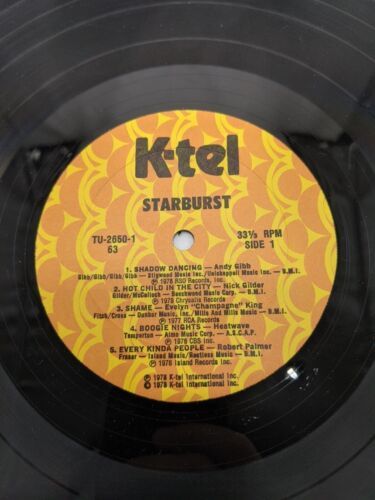 K-tel
STARBURST
TU-2650-1
63
33⅓ RPM
SIDE 1
1. SHADOW DANCING — Andy Gibb
Gibb/Gibb/Gibb/Gibb — Stigwood Music Inc./Unichappell Music Inc. — B.M.I.
℗ 1978 RSO Records Inc.
2. HOT CHILD IN THE CITY — Nick Gilder
Gilder/McCulloch — Beechwood Music Corp. — B.M.I.
℗ 1978 Chrysalis Records
3. SHAME — Evelyn "Champagne" King
Fitch/Cross — Dunbar Music, Inc./Mills And Mills Music — B.M.I.
℗ 1977 RCA Records
4. BOOGIE NIGHTS — Heatwave
Temperton — Almo Music Corp. — A.S.C.A.P.
℗ 1976 CBS Inc.
5. EVERY KINDA PEOPLE — Robert Palmer
Fraser — Island Music/Restless Music — B.M.I.
℗ 1978 Island Records Inc.
℗ 1978 K-tel International Inc.
© 1978 K-tel International Inc.